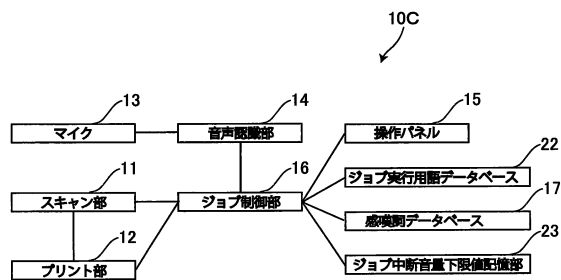 10C
13
マイク
14
音声認識部
15
操作パネル
22
ジョブ実行用語データベース
11
スキャン部
16
ジョブ制御部
17
感嘆詞データベース
12
プリント部
23
ジョブ中断音量下限値記憶部